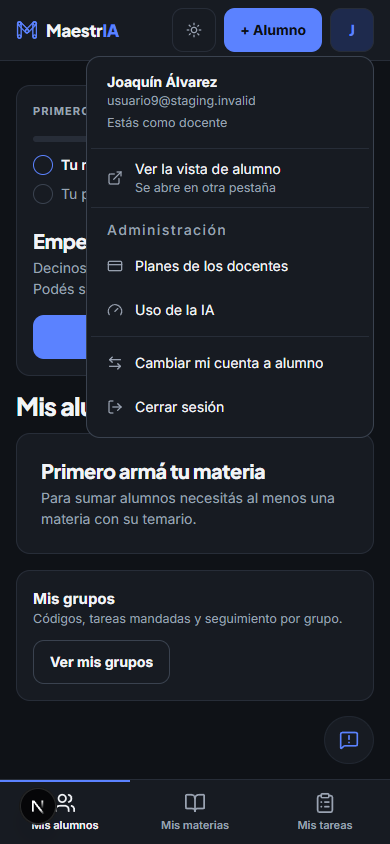 MaestrIA
+ Alumno
J
Joaquín Álvarez
usuario9@staging.invalid
Estás como docente
Ver la vista de alumno
Se abre en otra pestaña
Administración
Planes de los docentes
Uso de la IA
Cambiar mi cuenta a alumno
Cerrar sesión
PRIMERO
Tu
Tu
Empe
Decinos
Podés s
Mis alu
Primero armá tu materia
Para sumar alumnos necesitás al menos una
materia con su temario.
Mis grupos
Códigos, tareas mandadas y seguimiento por grupo.
Ver mis grupos
N
Mis alumnos
Mis materias
Mis tareas